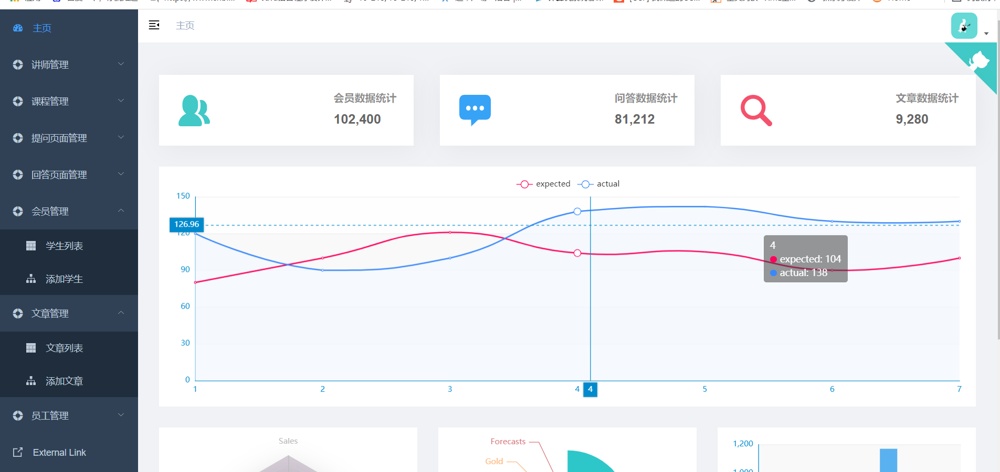 主页
讲师管理
课程管理
提问页面管理
回答页面管理
会员管理
学生列表
添加学生
文章管理
文章列表
添加文章
员工管理
External Link
主页
会员数据统计
102,400
问答数据统计
81,212
文章数据统计
9,280
expected
actual
150
126.96
120
90
60
30
0
4
expected: 104
actual: 138
1 2 3 4 4 5 6 7
Sales
Forecasts
Gold
1,200